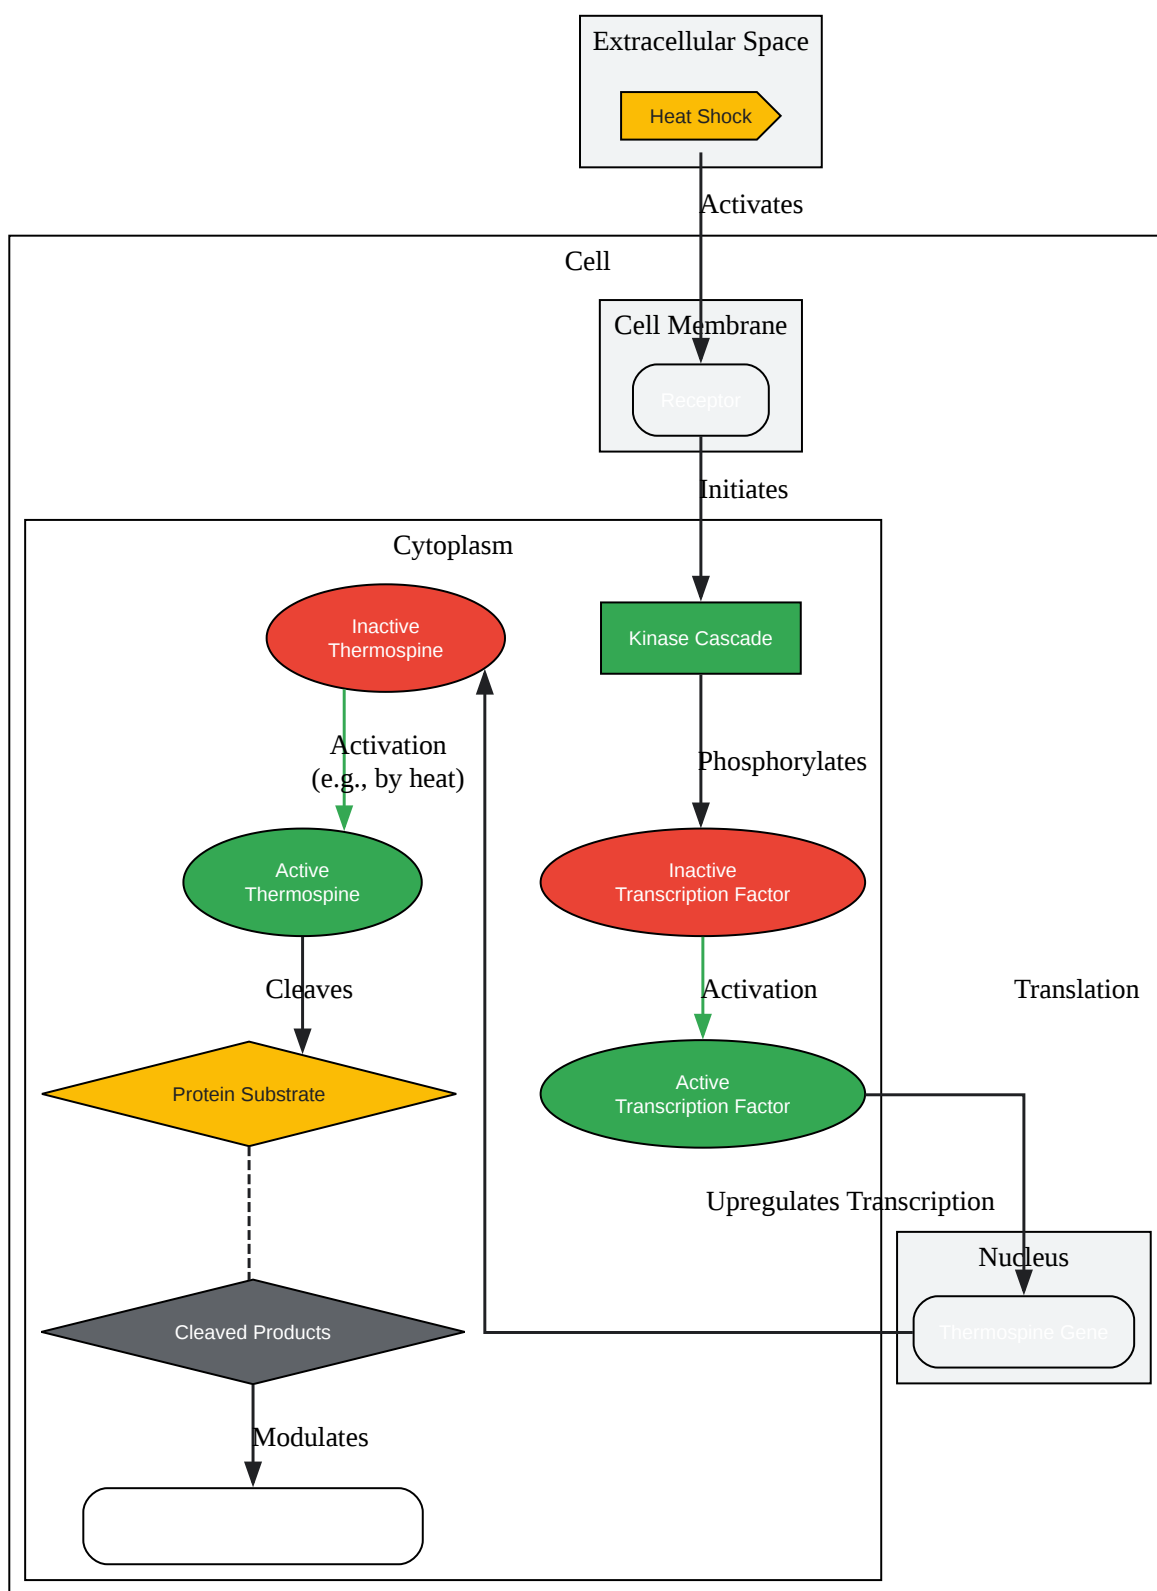 Extracellular Space
Heat Shock
Activates
Cell
Cell Membrane
Receptor
Initiates
Cytoplasm
Inactive
Thermospine
Kinase Cascade
Activation
(e.g., by heat)
Phosphorylates
Active
Thermospine
Inactive
Transcription Factor
Cleaves
Activation
Translation
Protein Substrate
Active
Transcription Factor
Upregulates Transcription
Nucleus
Thermospine Gene
Cleaved Products
Modulates